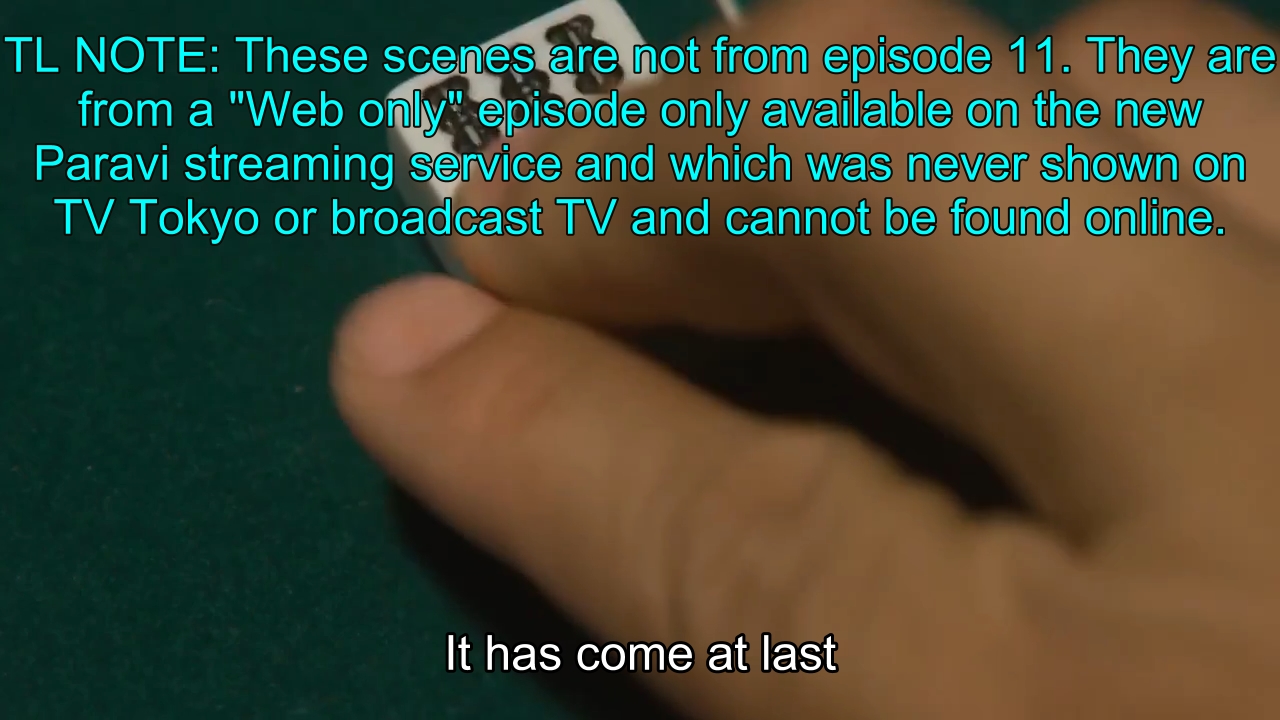 TL NOTE: These scenes are not from episode 11. They are
from a "Web only" episode only available on the new
Paravi streaming service and which was never shown on
TV Tokyo or broadcast TV and cannot be found online.
It has come at last